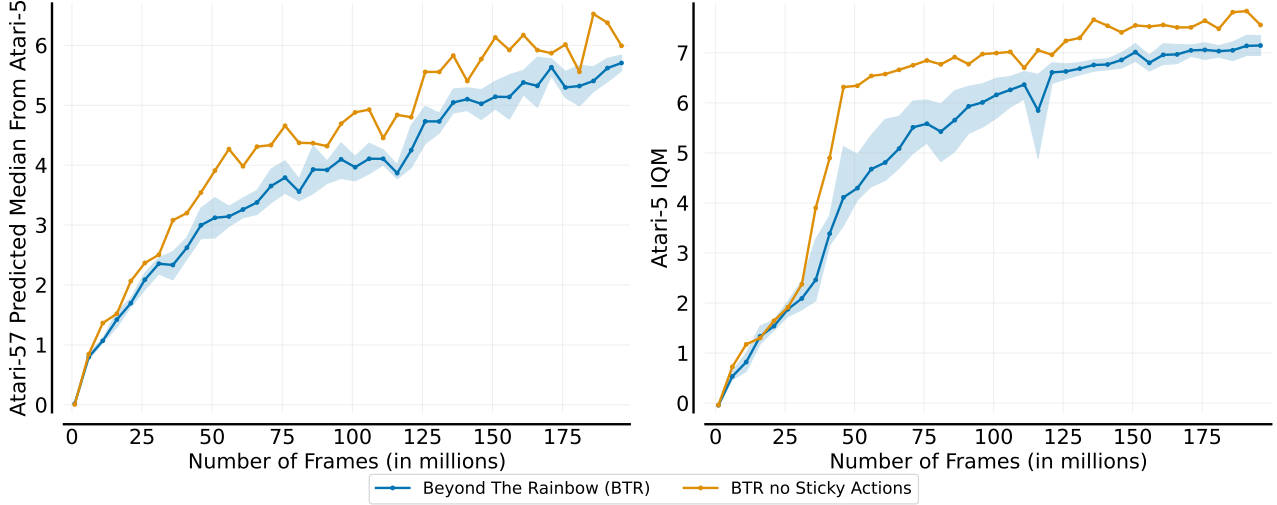 Atari-57 Predicted Median From Atari-5
6
5
4
3
2
1
0
0 25 50 75 100 125 150 175
Number of Frames (in millions)
Atari-5 IQM
7
6
5
4
3
2
1
0
0 25 50 75 100 125 150 175
Number of Frames (in millions)
Beyond The Rainbow (BTR) BTR no Sticky Actions